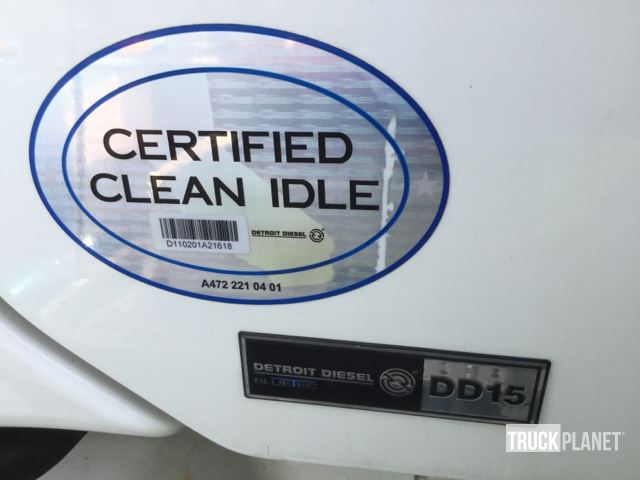 CERTIFIED
CLEAN IDLE
D110201A21618
DETROIT DIESEL
A472 221 04 01
DETROIT DIESEL ®
BLUETEC
DD15
TRUCKPLANET